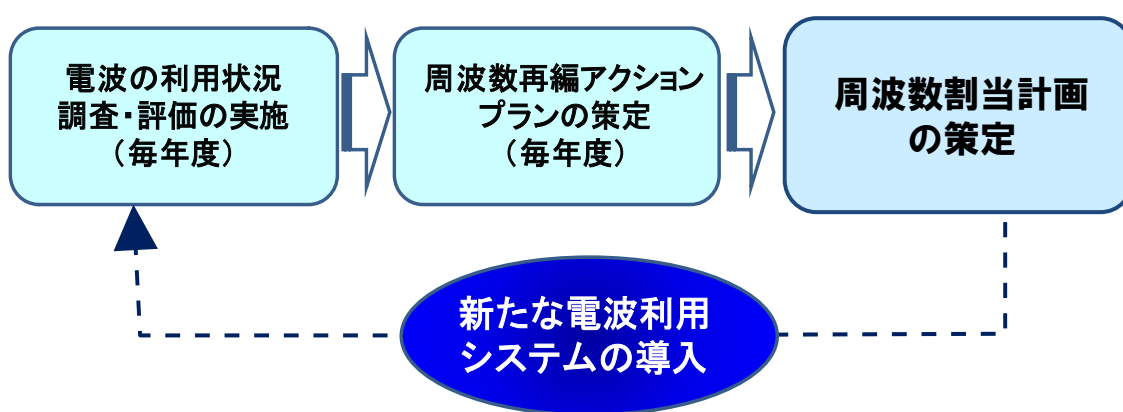 電波の利用状況
調査・評価の実施
（毎年度）
周波数再編アクション
プランの策定
（毎年度）
周波数割当計画
の策定
新たな電波利用
システムの導入